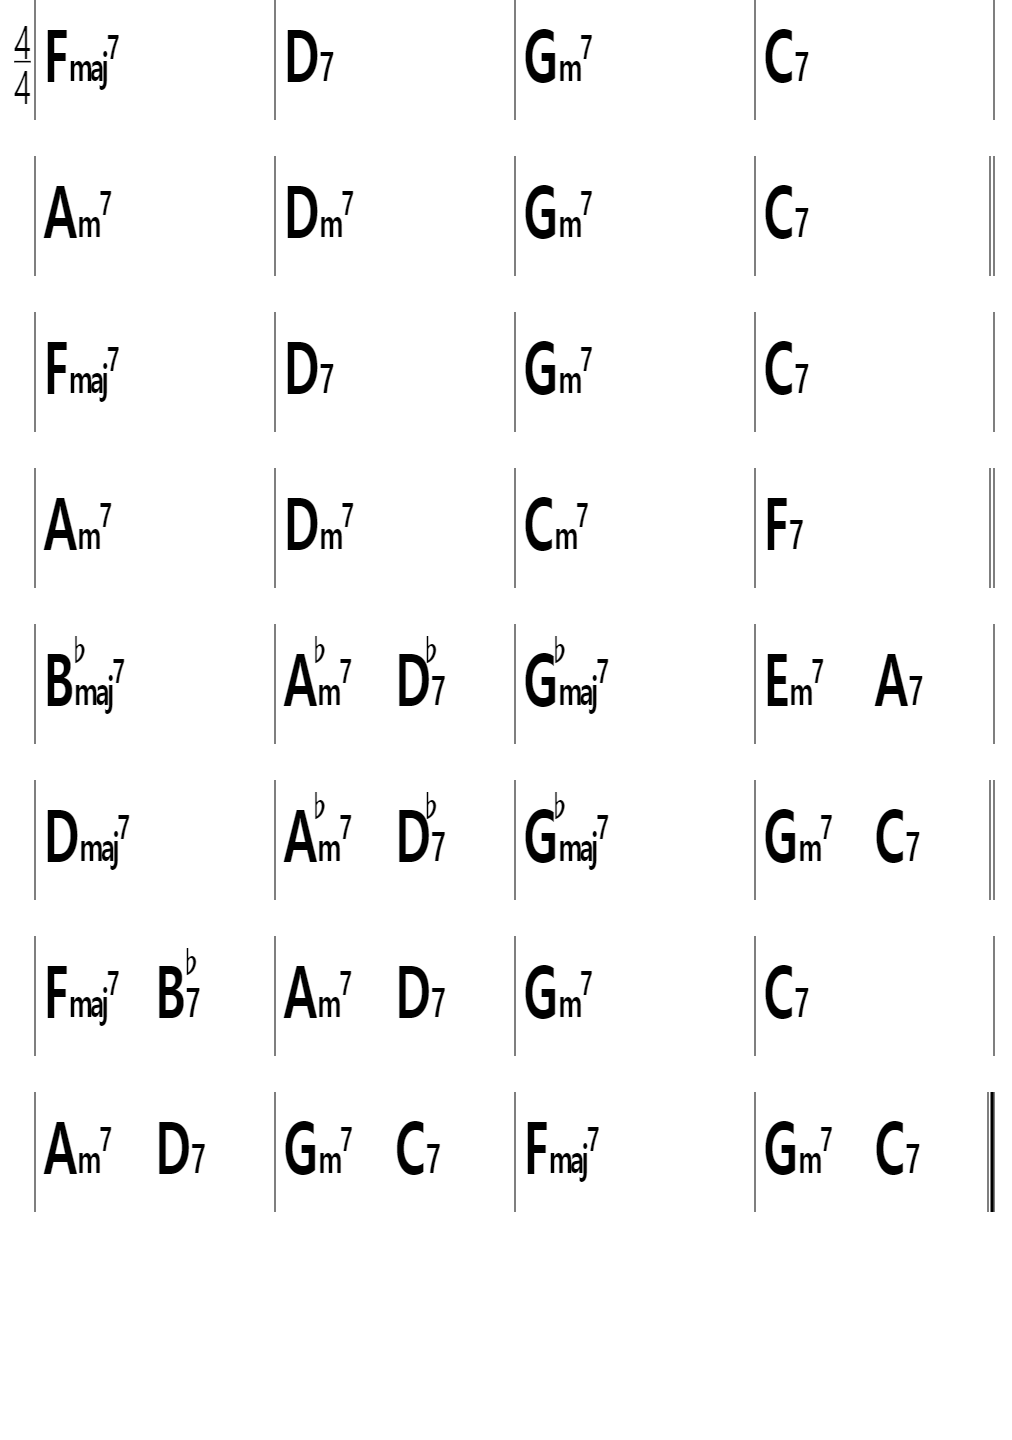 4/4 Fmaj7 D7 Gm7 C7
Am7 Dm7 Gm7 C7
Fmaj7 D7 Gm7 C7
Am7 Dm7 Cm7 F7
B♭maj7 A♭m7 D♭7 G♭maj7 Em7 A7
Dmaj7 A♭m7 D♭7 G♭maj7 Gm7 C7
Fmaj7 B♭7 Am7 D7 Gm7 C7
Am7 D7 Gm7 C7 Fmaj7 Gm7 C7